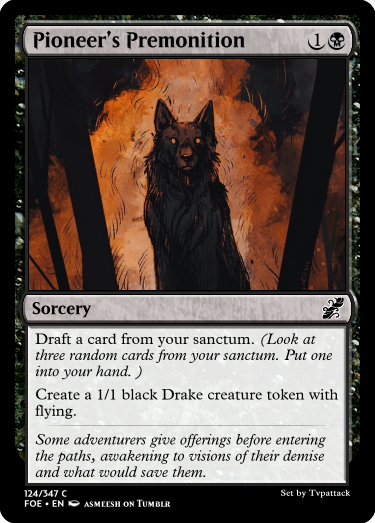 Pioneer's Premonition 1
Sorcery
Draft a card from your sanctum. (Look at
three random cards from your sanctum. Put one
into your hand. )
Create a 1/1 black Drake creature token with
flying.
Some adventurers give offerings before entering
the paths, awakening to visions of their demise
and what would save them.
124/347 C
FOE • EN ASMEESH ON TUMBLR
Set by Tvpattack